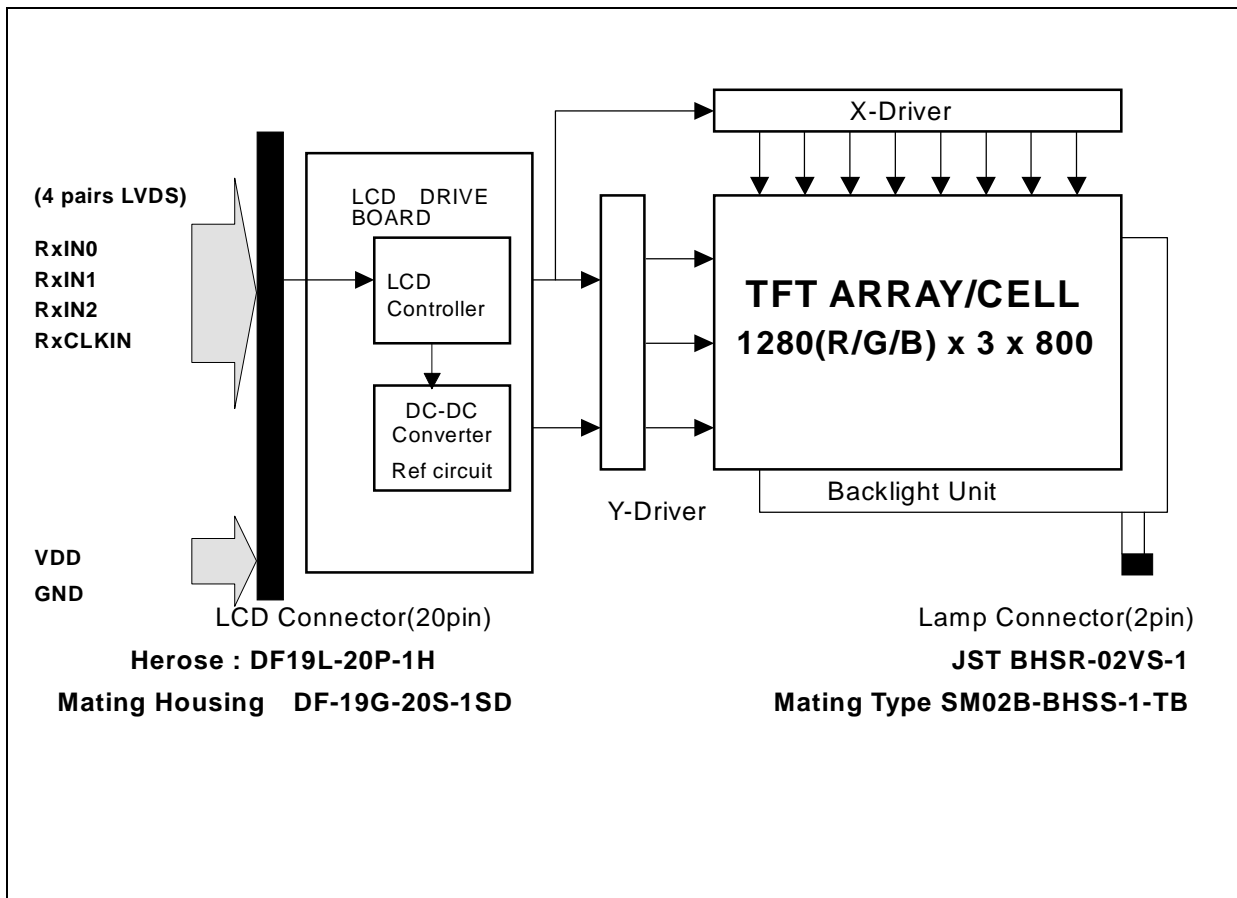 X-Driver
(4 pairs LVDS)
RxIN0
RxIN1
RxIN2
RxCLKIN
LCD DRIVE
BOARD
LCD
Controller
DC-DC
Converter
Ref circuit
TFT ARRAY/CELL
1280(R/G/B) x 3 x 800
Backlight Unit
Y-Driver
VDD
GND
LCD Connector(20pin)
Herose : DF19L-20P-1H
Mating Housing DF-19G-20S-1SD
Lamp Connector(2pin)
JST BHSR-02VS-1
Mating Type SM02B-BHSS-1-TB